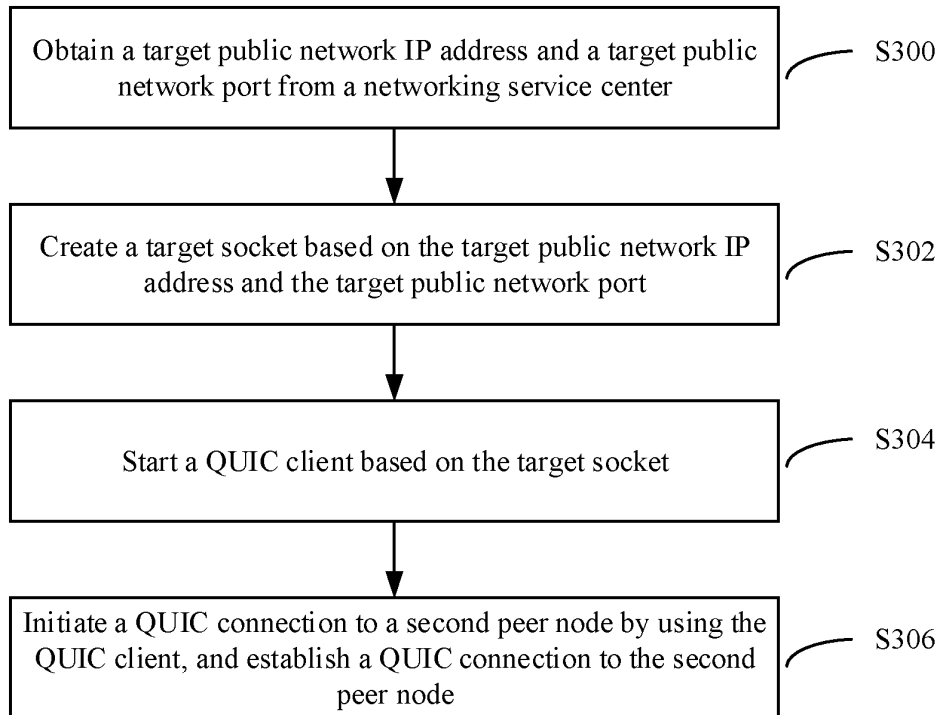 Obtain a target public network IP address and a target public
network port from a networking service center
S300
Create a target socket based on the target public network IP
address and the target public network port
S302
Start a QUIC client based on the target socket
S304
Initiate a QUIC connection to a second peer node by using the
QUIC client, and establish a QUIC connection to the second
peer node
S306